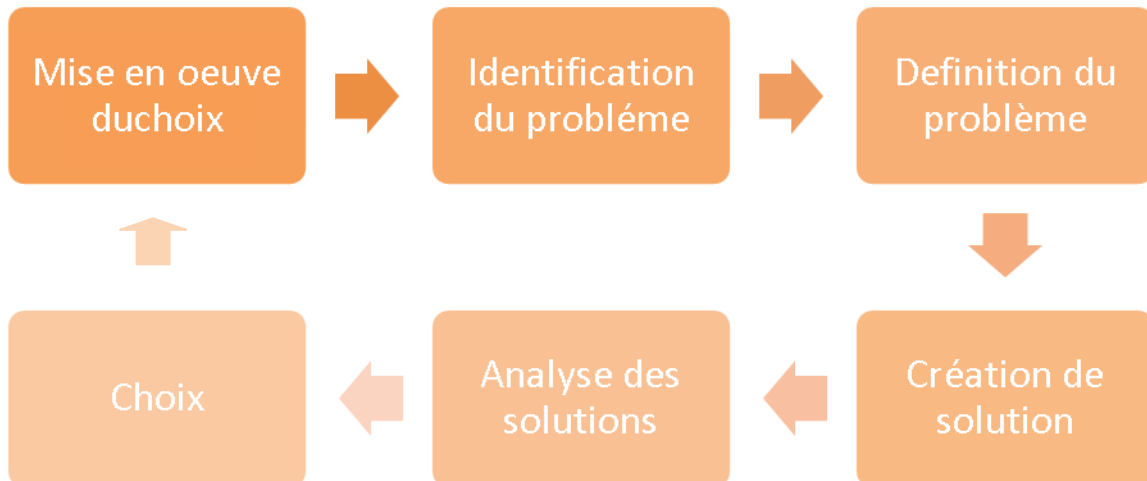 Mise en oeuve
duchoix
Identification
du probléme
Definition du
problème
Choix
Analyse des
solutions
Création de
solution